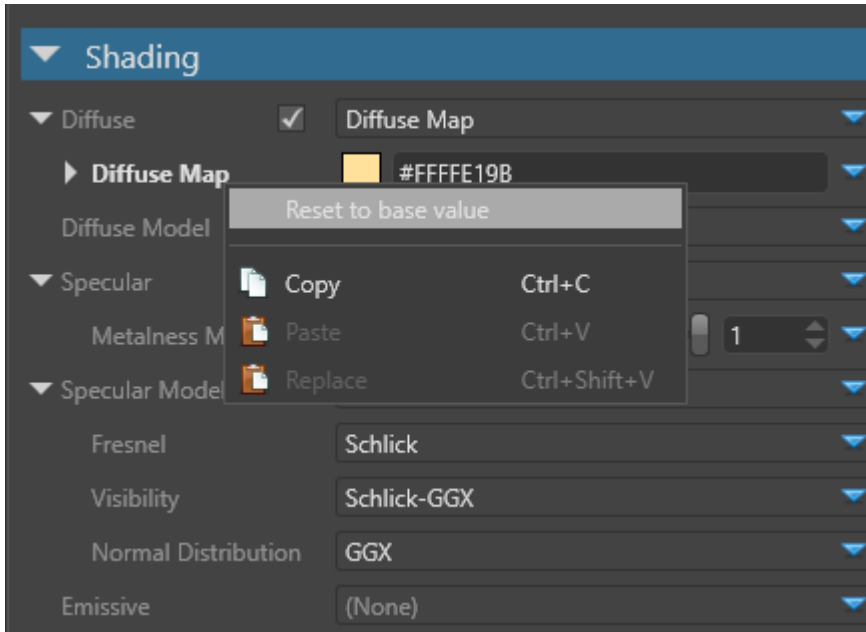 Shading
Diffuse Diffuse Map
Diffuse Map #FFFFE19B
Reset to base value
Diffuse Model
Specular
Copy Ctrl+C
Metalness M 1
Paste Ctrl+V
Replace Ctrl+Shift+V
Specular Model
Fresnel Schlick
Visibility Schlick-GGX
Normal Distribution GGX
Emissive (None)